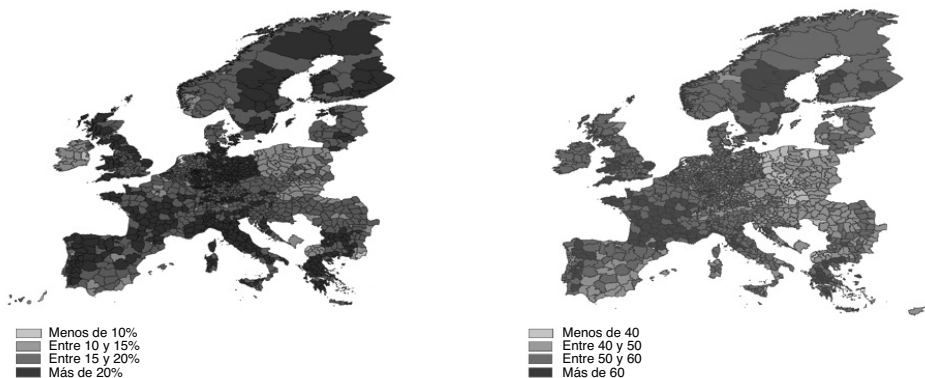 Menos de 10%
Entre 10 y 15%
Entre 15 y 20%
Más de 20%
Menos de 40
Entre 40 y 50
Entre 50 y 60
Más de 60